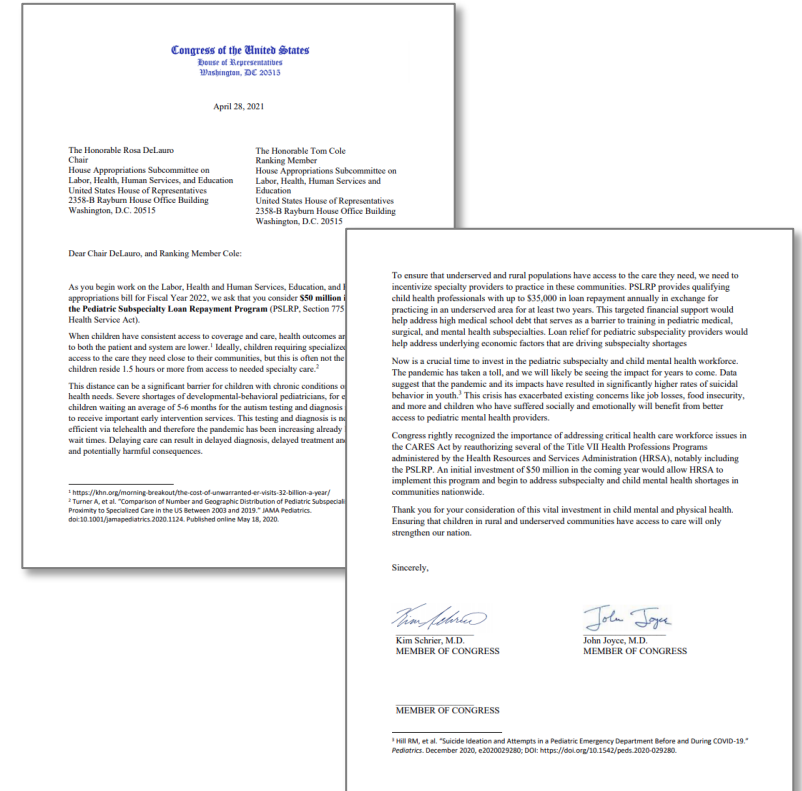 Congress of the United States
House of Representatives
Washington, DC 20515
April 28, 2021
The Honorable Rosa DeLauro
Chair
House Appropriations Subcommittee on
Labor, Health, Human Services, and Education
United States House of Representatives
2358-B Rayburn House Office Building
Washington, D.C. 20515
The Honorable Tom Cole
Ranking Member
House Appropriations Subcommittee on
Labor, Health, Human Services and
Education
United States House of Representatives
2358-B Rayburn House Office Building
Washington, D.C. 20515
Dear Chair DeLauro, and Ranking Member Cole:
As you begin work on the Labor, Health and Human Services, Education, and
appropriations bill for Fiscal Year 2022, we ask that you consider $50 million
the Pediatric Subspecialty Loan Repayment Program (PSLRP, Section 775
Health Service Act).
When children have consistent access to coverage and care, health outcomes
to both the patient and system are lower.¹ Ideally, children requiring specialized
access to the care they need close to their communities, but this is often not the
children reside 1.5 hours or more from access to needed specialty care.²
This distance can be a significant barrier for children with chronic conditions
health needs. Severe shortages of developmental-behavioral pediatricians, for
children waiting an average of 5-6 months for the autism testing and diagnosis
to receive important early intervention services. This testing and diagnosis is
efficient via telehealth and therefore the pandemic has been increasing already
wait times. Delaying care can result in delayed diagnosis, delayed treatment
and potentially harmful consequences.
¹ https://khn.org/morning-breakout/the-cost-of-unwarranted-er-visits-32-billion-a-year/
² Turner A, et al. "Comparison of Number and Geographic Distribution of Pediatric Subspeciali
Proximity to Specialized Care in the US Between 2003 and 2019." JAMA Pediatrics.
doi:10.1001/jamapediatrics.2020.1124. Published online May 18, 2020.
To ensure that underserved and rural populations have access to the care they need, we need to
incentivize specialty providers to practice in these communities. PSLRP provides qualifying
child health professionals with up to $35,000 in loan repayment annually in exchange for
practicing in an underserved area for at least two years. This targeted financial support would
help address high medical school debt that serves as a barrier to training in pediatric medical,
surgical, and mental health subspecialties. Loan relief for pediatric subspeciality providers would
help address underlying economic factors that are driving subspecialty shortages
Now is a crucial time to invest in the pediatric subspecialty and child mental health workforce.
The pandemic has taken a toll, and we will likely be seeing the impact for years to come. Data
suggest that the pandemic and its impacts have resulted in significantly higher rates of suicidal
behavior in youth.³ This crisis has exacerbated existing concerns like job losses, food insecurity,
and more and children who have suffered socially and emotionally will benefit from better
access to pediatric mental health providers.
Congress rightly recognized the importance of addressing critical health care workforce issues in
the CARES Act by reauthorizing several of the Title VII Health Professions Programs
administered by the Health Resources and Services Administration (HRSA), notably including
the PSLRP. An initial investment of $50 million in the coming year would allow HRSA to
implement this program and begin to address subspecialty and child mental health shortages in
communities nationwide.
Thank you for your consideration of this vital investment in child mental and physical health.
Ensuring that children in rural and underserved communities have access to care will only
strengthen our nation.
Sincerely,
Kim Schrier
John Joyce
Kim Schrier, M.D.
MEMBER OF CONGRESS
John Joyce, M.D.
MEMBER OF CONGRESS
MEMBER OF CONGRESS
³ Hill RM, et al. "Suicide Ideation and Attempts in a Pediatric Emergency Department Before and During COVID-19."
Pediatrics. December 2020, e2020029280; DOI: https://doi.org/10.1542/peds.2020-029280.